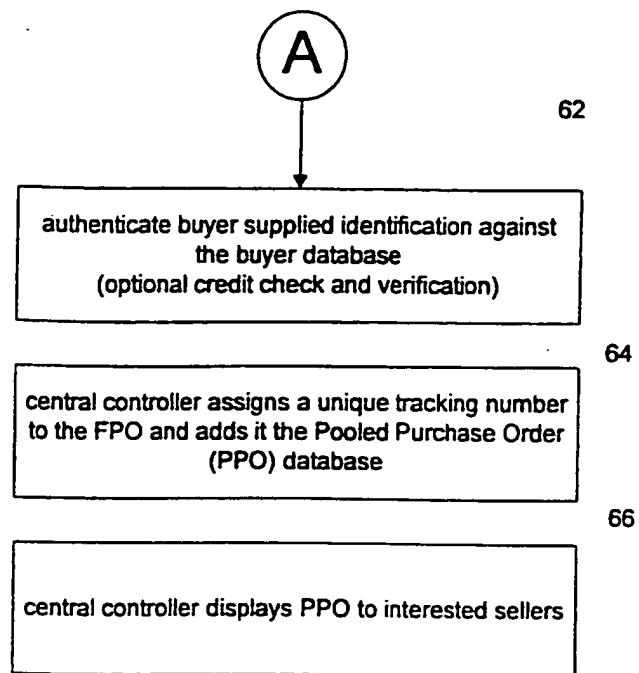 A
62
authenticate buyer supplied identification against
the buyer database
(optional credit check and verification)
64
central controller assigns a unique tracking number
to the FPO and adds it the Pooled Purchase Order
(PPO) database
66
central controller displays PPO to interested sellers